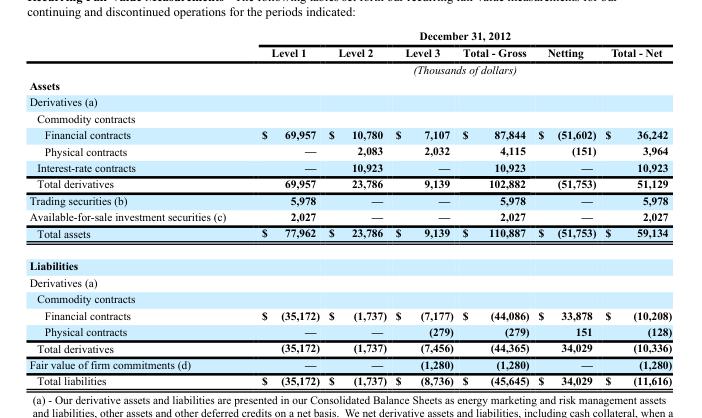 continuing and discontinued operations for the periods indicated:
December 31, 2012
Level 1 Level 2 Level 3 Total - Gross Netting Total - Net
(Thousands of dollars)
Assets
Derivatives (a)
Commodity contracts
Financial contracts $ 69,957 $ 10,780 $ 7,107 $ 87,844 $ (51,602) $ 36,242
Physical contracts — 2,083 2,032 4,115 (151) 3,964
Interest-rate contracts — 10,923 — 10,923 — 10,923
Total derivatives 69,957 23,786 9,139 102,882 (51,753) 51,129
Trading securities (b) 5,978 — — 5,978 — 5,978
Available-for-sale investment securities (c) 2,027 — — 2,027 — 2,027
Total assets $ 77,962 $ 23,786 $ 9,139 $ 110,887 $ (51,753) $ 59,134
Liabilities
Derivatives (a)
Commodity contracts
Financial contracts $ (35,172) $ (1,737) $ (7,177) $ (44,086) $ 33,878 $ (10,208)
Physical contracts — — (279) (279) 151 (128)
Total derivatives (35,172) (1,737) (7,456) (44,365) 34,029 (10,336)
Fair value of firm commitments (d) — — (1,280) (1,280) — (1,280)
Total liabilities $ (35,172) $ (1,737) $ (8,736) $ (45,645) $ 34,029 $ (11,616)
(a) - Our derivative assets and liabilities are presented in our Consolidated Balance Sheets as energy marketing and risk management assets
and liabilities, other assets and other deferred credits on a net basis. We net derivative assets and liabilities, including cash collateral, when a